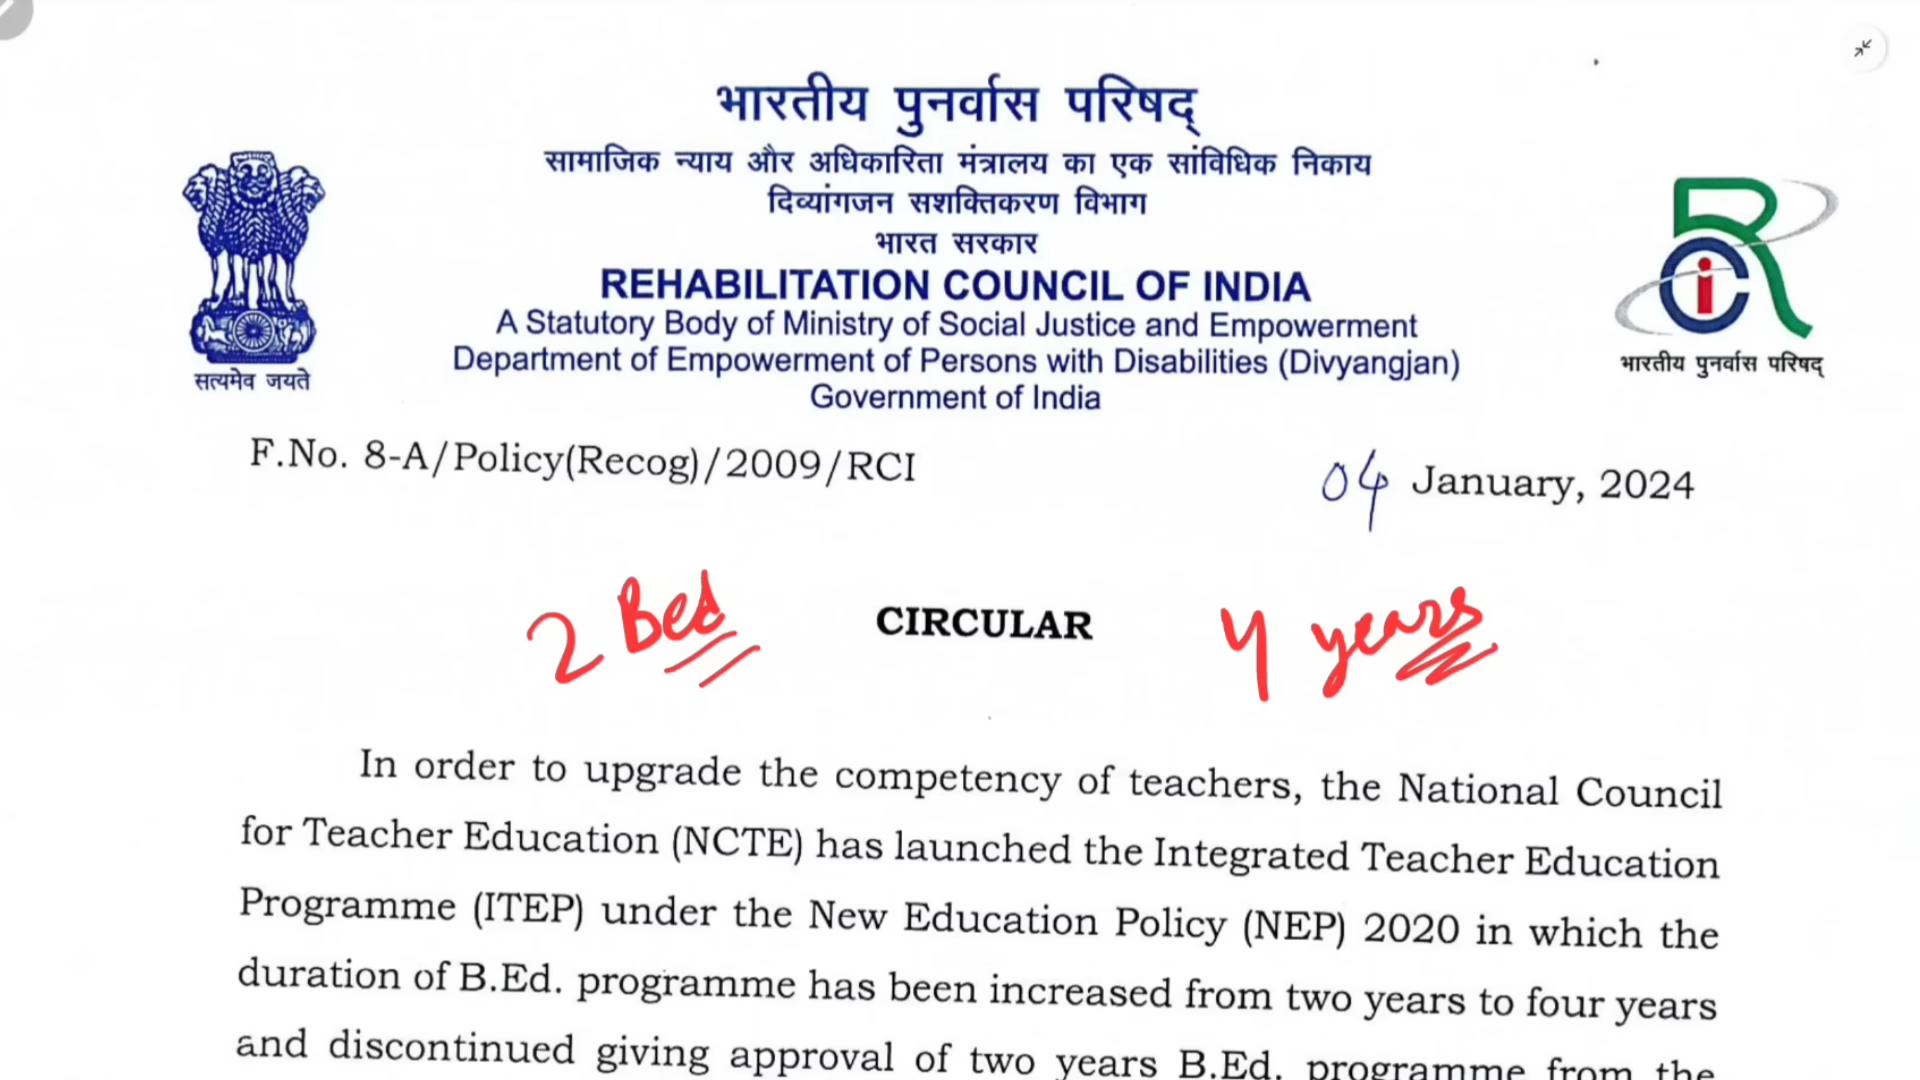 भारतीय पुनर्वास परिषद्
सामाजिक न्याय और अधिकारिता मंत्रालय का एक सांविधिक निकाय
दिव्यांगजन सशक्तिकरण विभाग
भारत सरकार
REHABILITATION COUNCIL OF INDIA
A Statutory Body of Ministry of Social Justice and Empowerment
Department of Empowerment of Persons with Disabilities (Divyangjan)
Government of India
सत्यमेव जयते
RCI
भारतीय पुनर्वास परिषद्
F.No. 8-A/Policy(Recog)/2009/RCI
04 January, 2024
2 Bed
CIRCULAR
4 years
In order to upgrade the competency of teachers, the National Council
for Teacher Education (NCTE) has launched the Integrated Teacher Education
Programme (ITEP) under the New Education Policy (NEP) 2020 in which the
duration of B.Ed. programme has been increased from two years to four years
and discontinued giving approval of two years B.Ed. programme from the